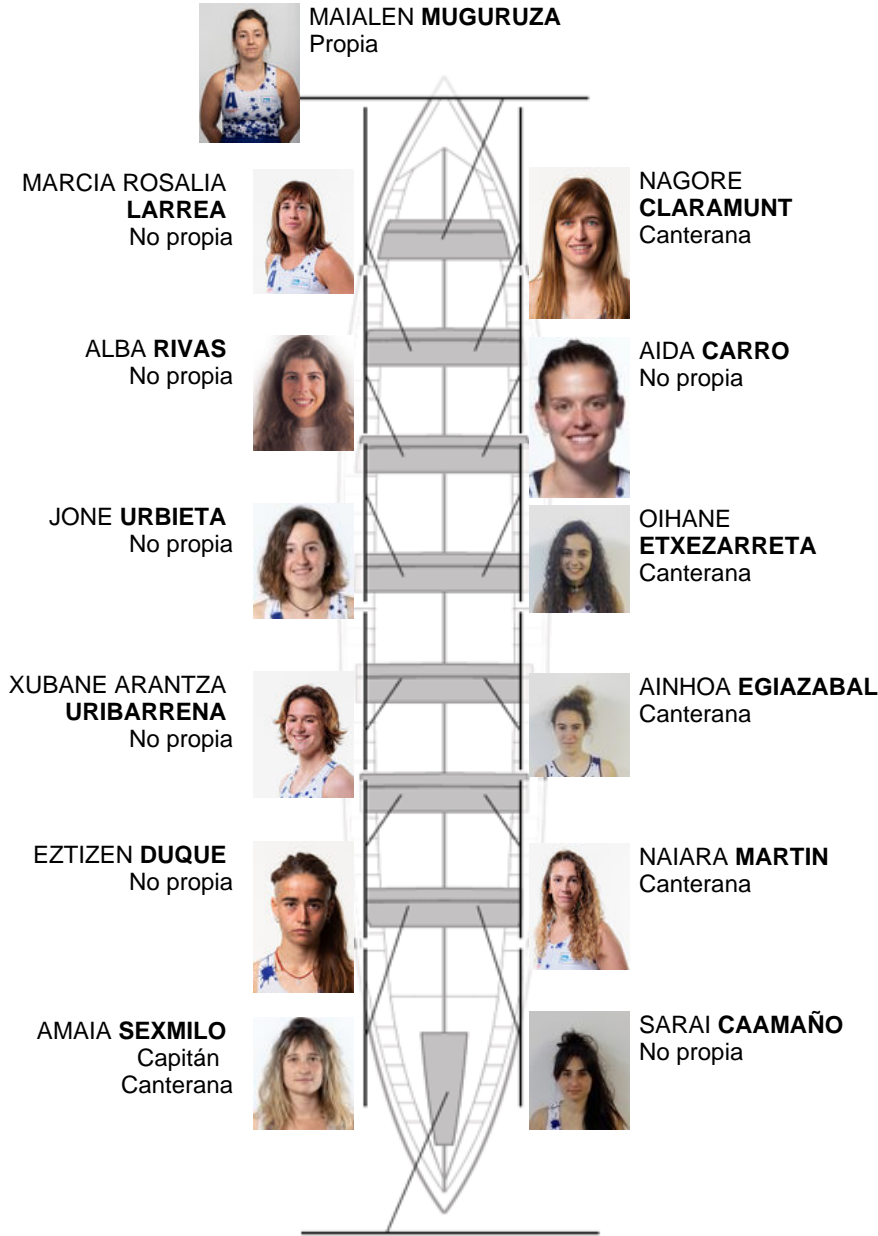 MAIALEN MUGURUZA
Propia
MARCIA ROSALIA
LARREA
No propia
NAGORE
CLARAMUNT
Canterana
ALBA RIVAS
No propia
AIDA CARRO
No propia
JONE URBIETA
No propia
OIHANE
ETXEZARRETA
Canterana
XUBANE ARANTZA
URIBARRENA
No propia
AINHOA EGIAZABAL
Canterana
EZTIZEN DUQUE
No propia
NAIARA MARTIN
Canterana
AMAIA SEXMILO
Capitán
Canterana
SARAI CAAMAÑO
No propia